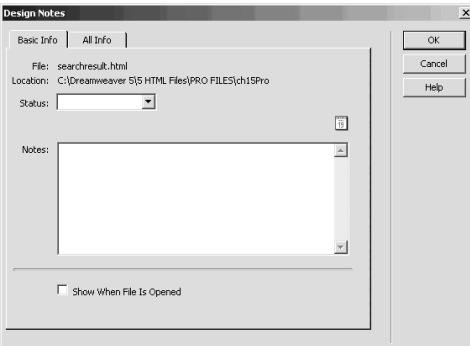 Design Notes
Basic Info
All Info
OK
Cancel
Help
File: searchresult.html
Location: C:\Dreamweaver 5\5 HTML Files\PRO FILES\ch15Pro
Status:
Notes:
Show When File Is Opened